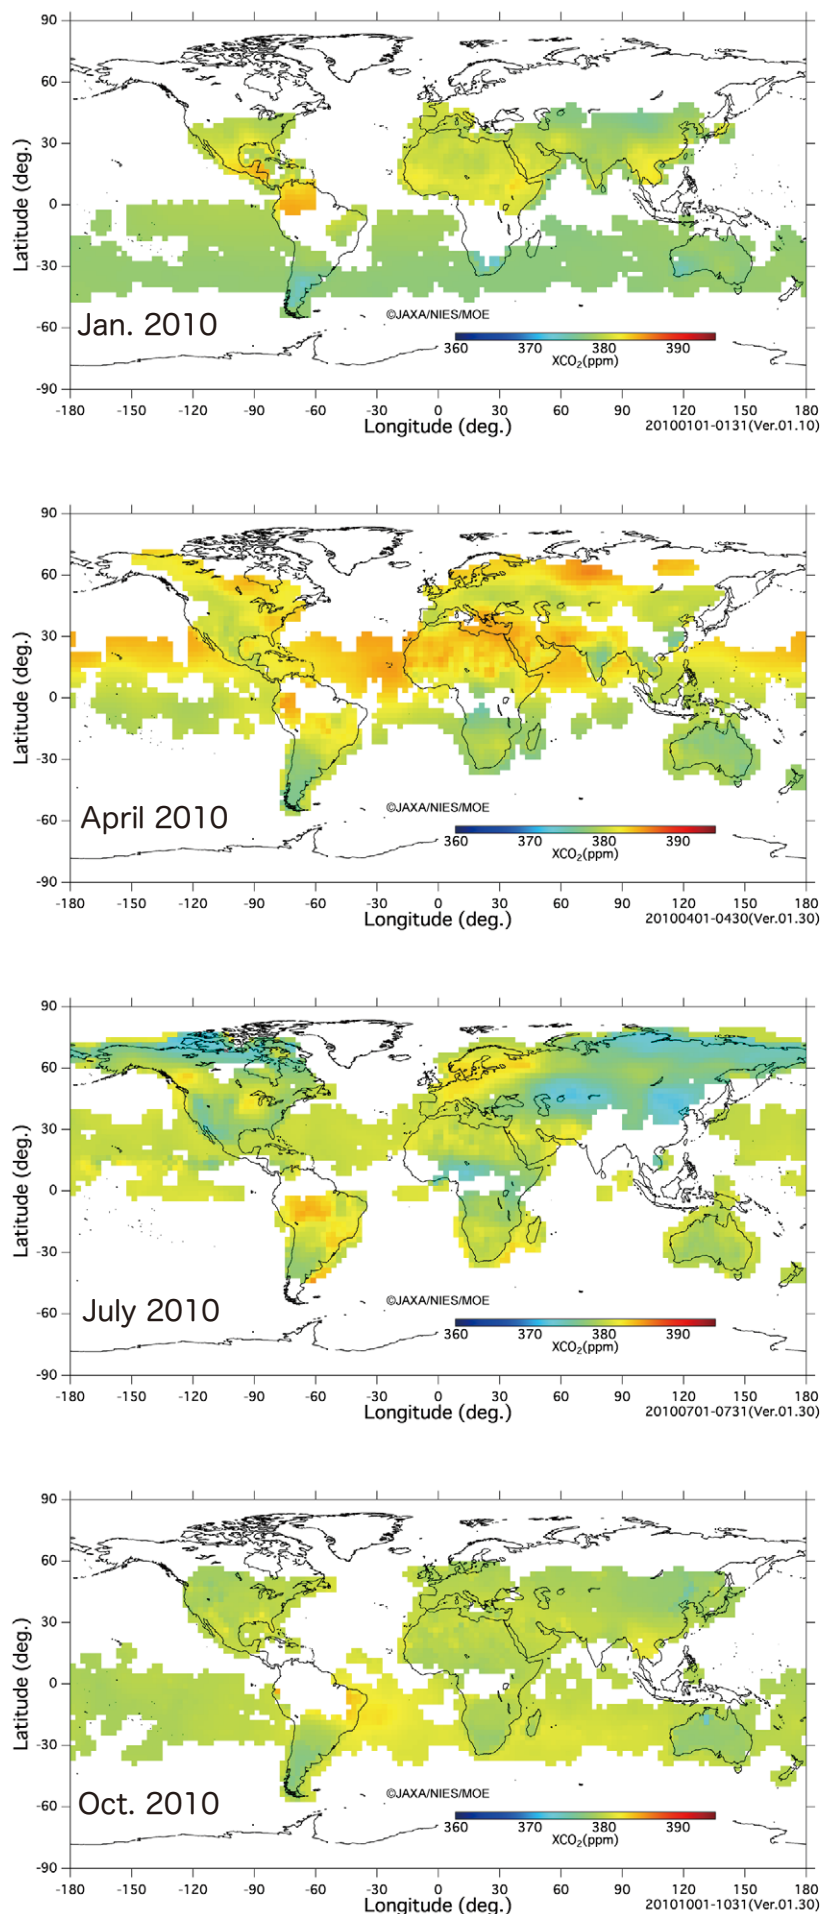 90
60
30
0
-30
-60
-90
Latitude (deg.)
Jan. 2010
©JAXA/NIES/MOE
360 370 380 390
XCO₂(ppm)
-180 -150 -120 -90 -60 -30 0 30 60 90 120 150 180
Longitude (deg.)
20100101-0131(Ver.01.10)
90
60
30
0
-30
-60
-90
Latitude (deg.)
April 2010
©JAXA/NIES/MOE
360 370 380 390
XCO₂(ppm)
-180 -150 -120 -90 -60 -30 0 30 60 90 120 150 180
Longitude (deg.)
20100401-0430(Ver.01.30)
90
60
30
0
-30
-60
-90
Latitude (deg.)
July 2010
©JAXA/NIES/MOE
360 370 380 390
XCO₂(ppm)
-180 -150 -120 -90 -60 -30 0 30 60 90 120 150 180
Longitude (deg.)
20100701-0731(Ver.01.30)
90
60
30
0
-30
-60
-90
Latitude (deg.)
Oct. 2010
©JAXA/NIES/MOE
360 370 380 390
XCO₂(ppm)
-180 -150 -120 -90 -60 -30 0 30 60 90 120 150 180
Longitude (deg.)
20101001-1031(Ver.01.30)